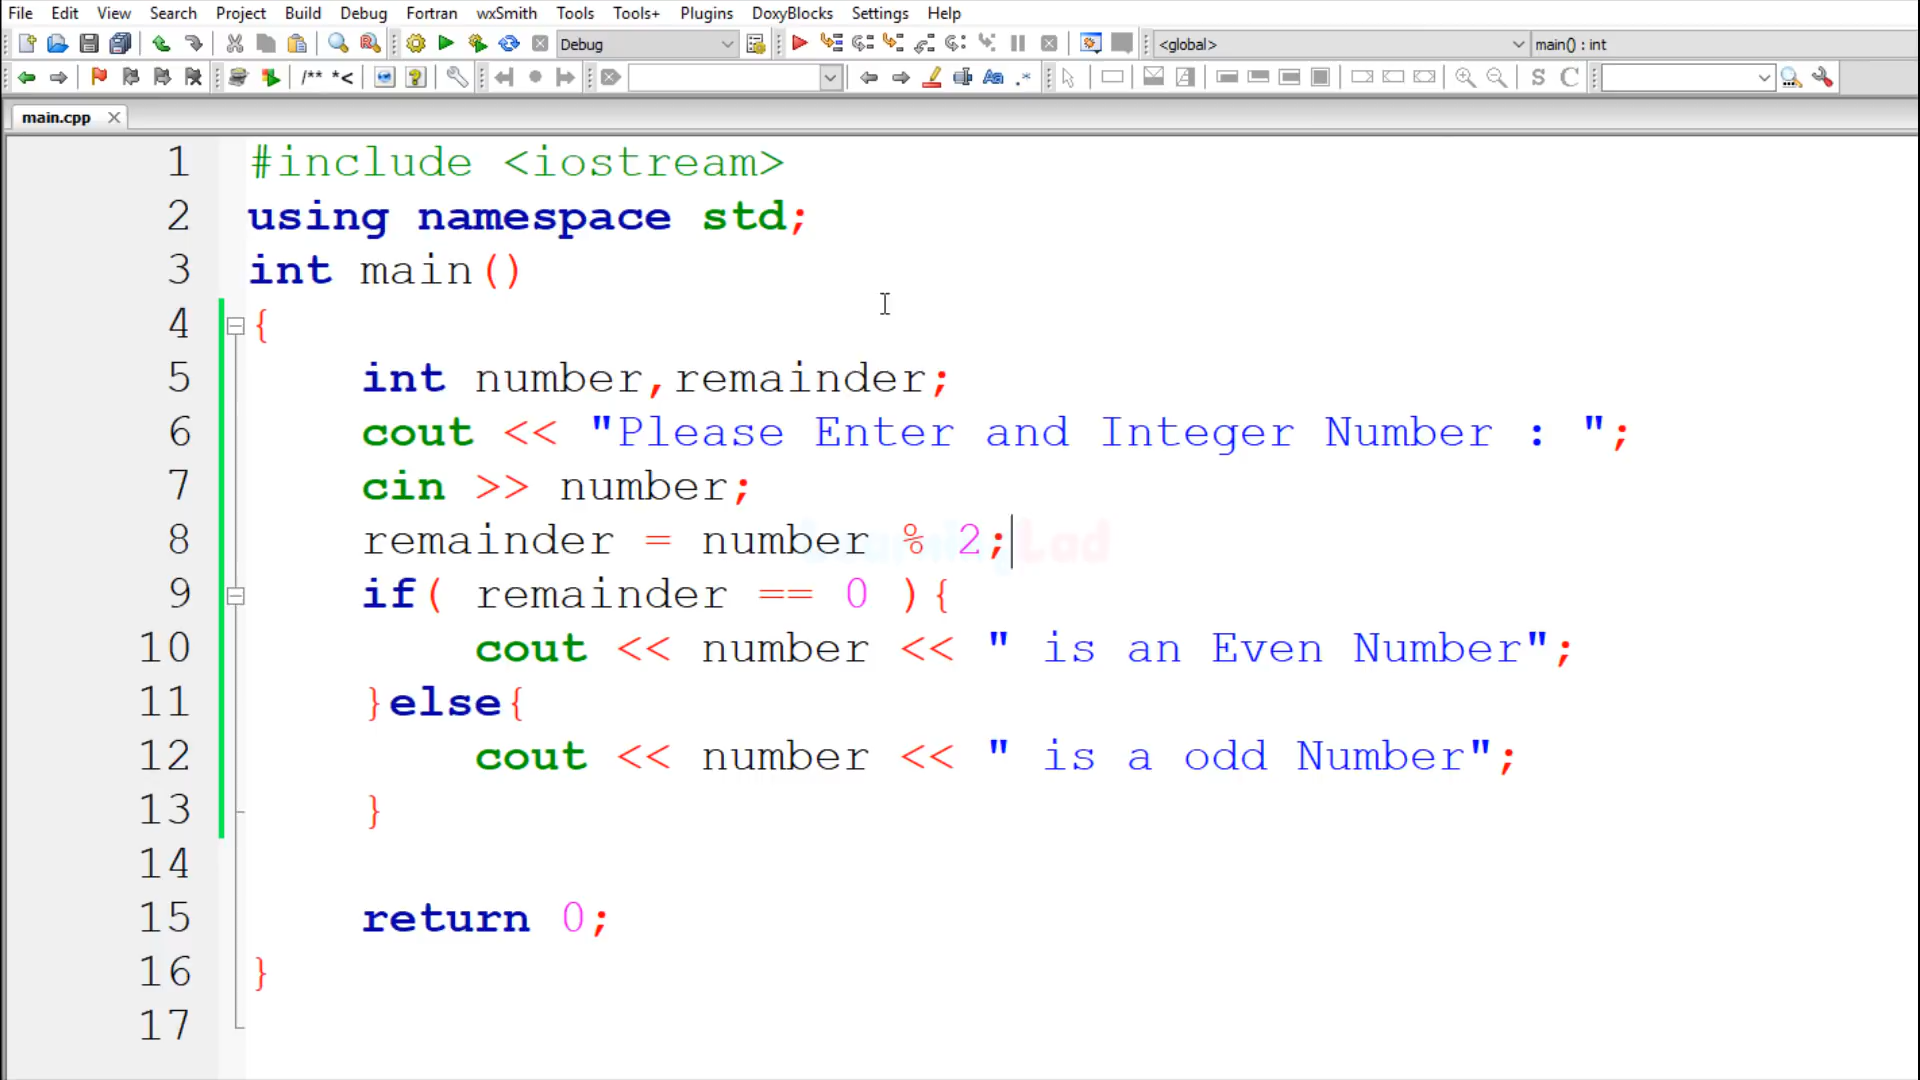 File Edit View Search Project Build Debug Fortran wxSmith Tools Tools+ Plugins DoxyBlocks Settings Help
Debug <global> main() : int
/** *<
S C
main.cpp
1 #include <iostream>
2 using namespace std;
3 int main()
4 {
5 int number,remainder;
6 cout << "Please Enter and Integer Number : ";
7 cin >> number;
8 remainder = number % 2;
9 if( remainder == 0 ){
10 cout << number << " is an Even Number";
11 }else{
12 cout << number << " is a odd Number";
13 }
14
15 return 0;
16 }
17
Learning Lad